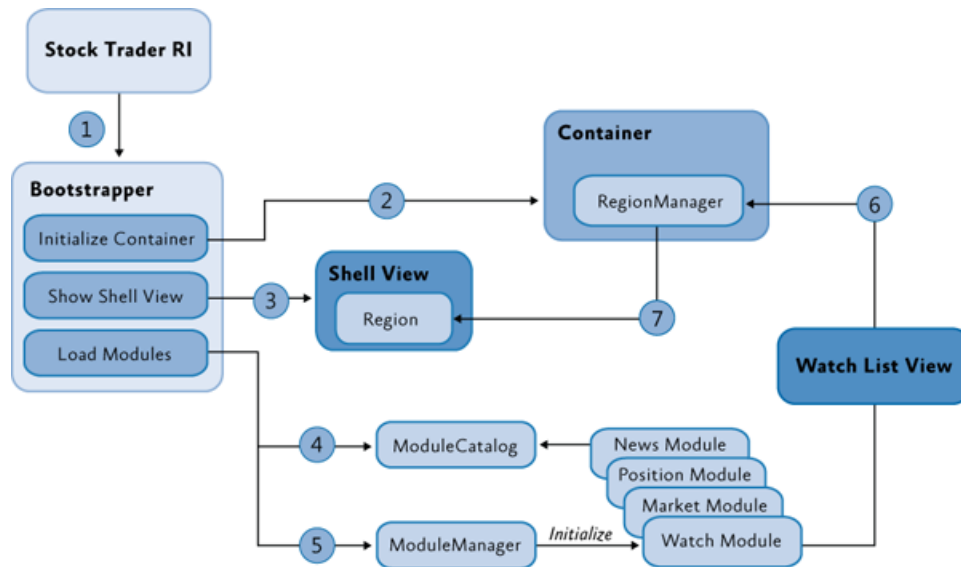 Stock Trader RI
1
Bootstrapper
Initialize Container
Show Shell View
Load Modules
2
Container
RegionManager
6
3
Shell View
Region
7
Watch List View
4
ModuleCatalog
News Module
Position Module
Market Module
Watch Module
5
ModuleManager
Initialize